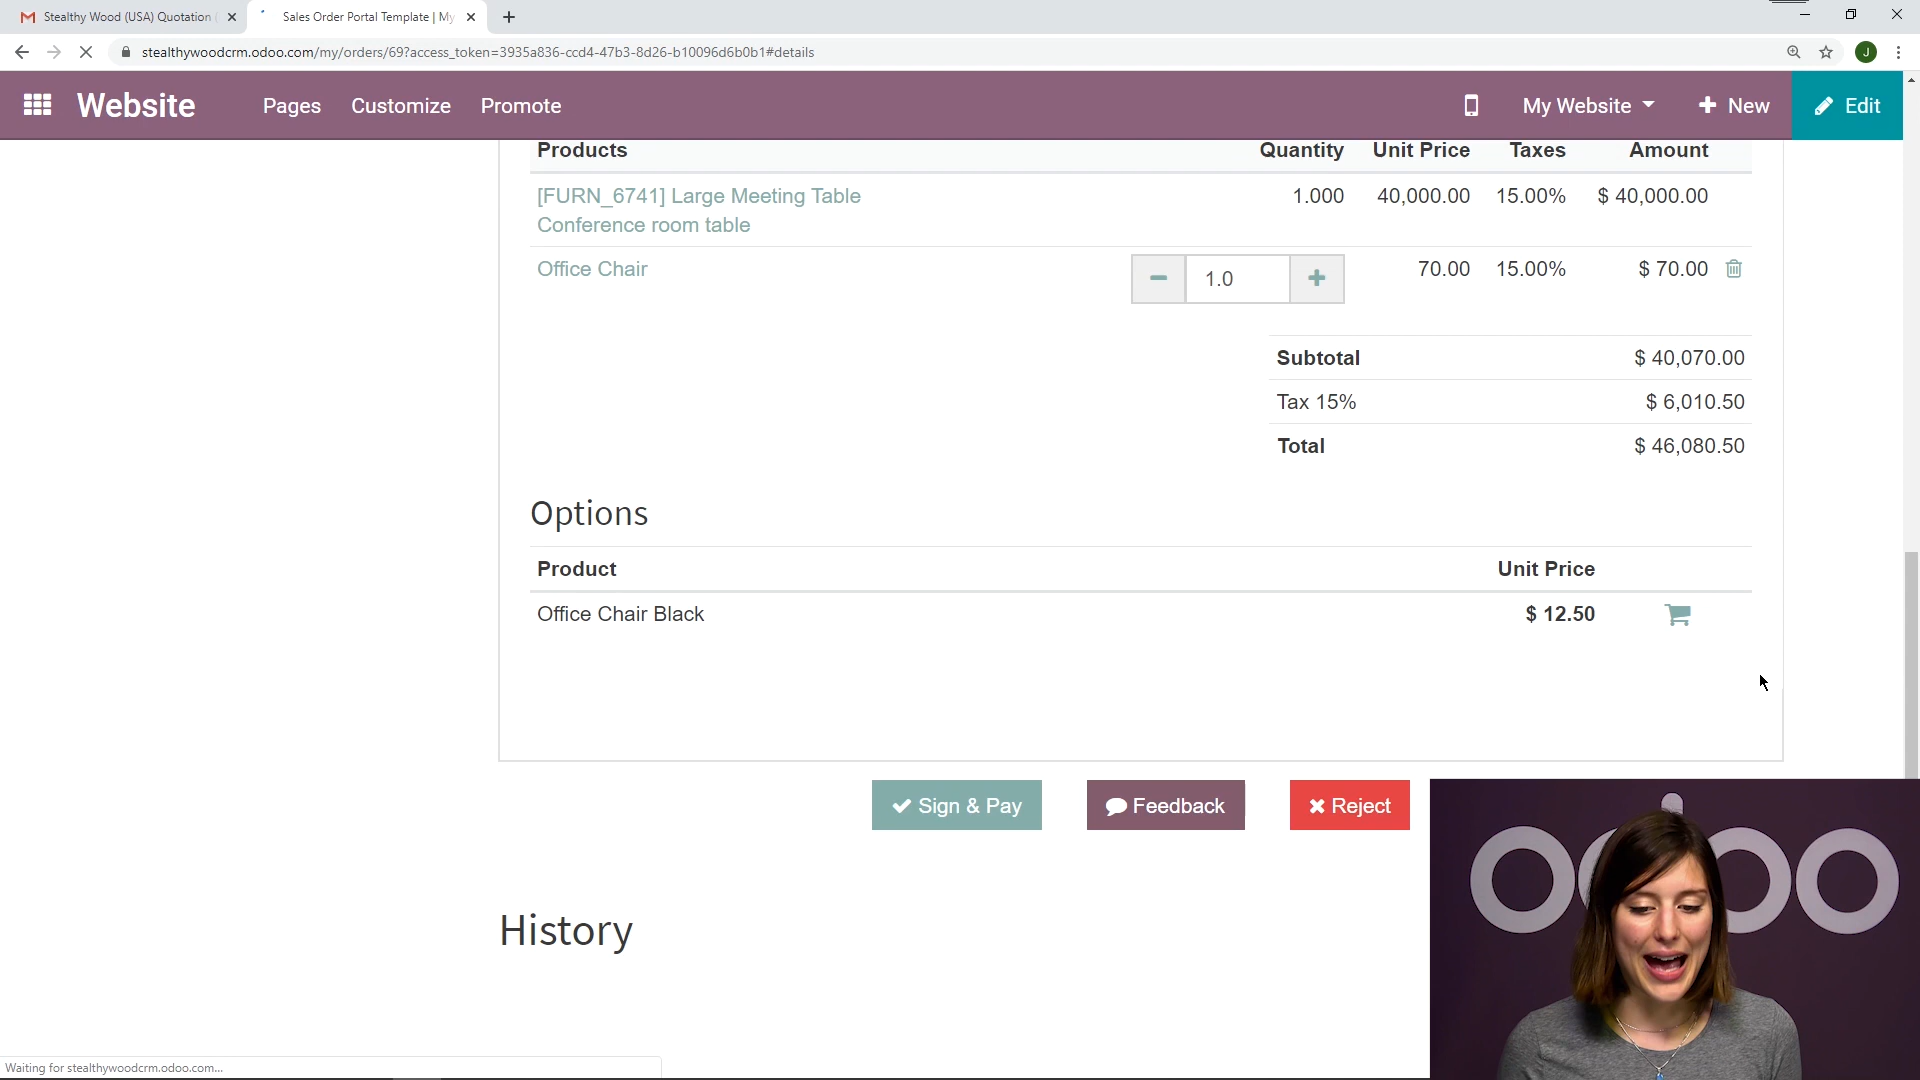 Stealthy Wood (USA) Quotation
Sales Order Portal Template | My
stealthywoodcrm.odoo.com/my/orders/69?access_token=3935a836-ccd4-47b3-8d26-b10096d6b0b1#details
J
Website Pages Customize Promote My Website New Edit
Products Quantity Unit Price Taxes Amount
[FURN_6741] Large Meeting Table 1.000 40,000.00 15.00% $ 40,000.00
Conference room table
Office Chair 1.0 70.00 15.00% $ 70.00
Subtotal $ 40,070.00
Tax 15% $ 6,010.50
Total $ 46,080.50
Options
Product Unit Price
Office Chair Black $ 12.50
Sign & Pay Feedback Reject
odoo
History
Waiting for stealthywoodcrm.odoo.com...